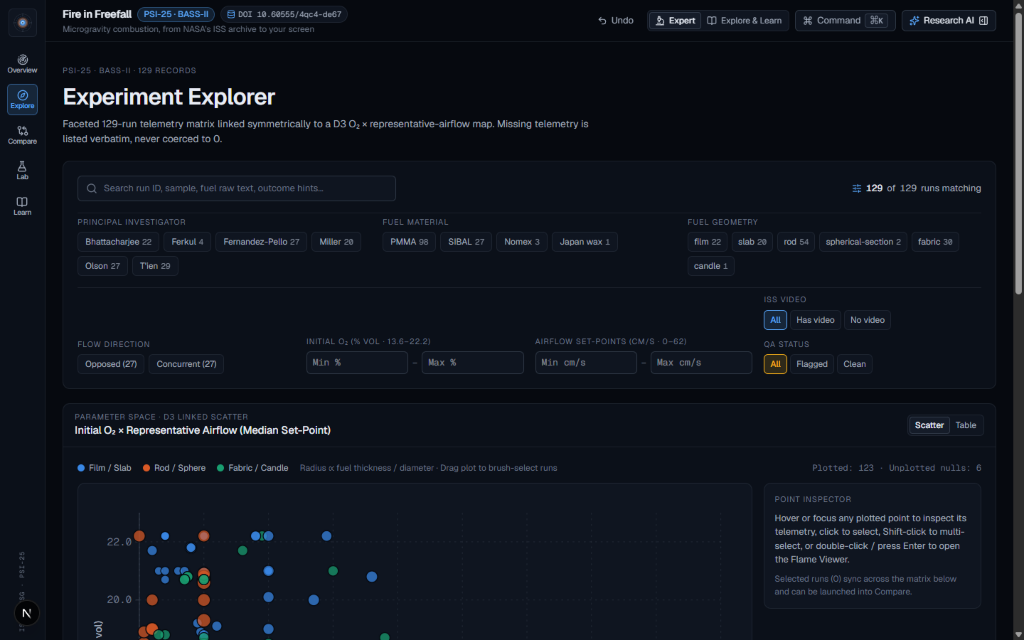 Fire in Freefall
PSI-25 · BASS-II
DOI 10.60555/4qc4-de67
Microgravity combustion, from NASA's ISS archive to your screen
Undo
Expert
Explore & Learn
Command ⌘K
Research AI
Overview
Explore
Compare
Lab
Learn
PSI-25 · BASS-II · 129 RECORDS
Experiment Explorer
Faceted 129-run telemetry matrix linked symmetrically to a D3 O₂ × representative-airflow map. Missing telemetry is
listed verbatim, never coerced to 0.
Search run ID, sample, fuel raw text, outcome hints...
129 of 129 runs matching
PRINCIPAL INVESTIGATOR
Bhattacharjee 22
Ferkul 4
Fernandez-Pello 27
Miller 20
Olson 27
T'ien 29
FUEL MATERIAL
PMMA 98
SIBAL 27
Nomex 3
Japan wax 1
FUEL GEOMETRY
film 22
slab 20
rod 54
spherical-section 2
fabric 30
candle 1
FLOW DIRECTION
Opposed (27)
Concurrent (27)
INITIAL O₂ (% VOL · 13.6–22.2)
Min %
–
Max %
AIRFLOW SET-POINTS (CM/S · 0–62)
Min cm/s
–
Max cm/s
ISS VIDEO
All
Has video
No video
QA STATUS
All
Flagged
Clean
PARAMETER SPACE · D3 LINKED SCATTER
Initial O₂ × Representative Airflow (Median Set-Point)
Scatter
Table
Film / Slab
Rod / Sphere
Fabric / Candle
Radius ∝ fuel thickness / diameter · Drag plot to brush-select runs
Plotted: 123 · Unplotted nulls: 6
22.0
20.0
vol)
POINT INSPECTOR
Hover or focus any plotted point to inspect its
telemetry, click to select, Shift-click to multi-
select, or double-click / press Enter to open
the Flame Viewer.
Selected runs (0) sync across the matrix below
and can be launched into Compare.
PSI-25
N